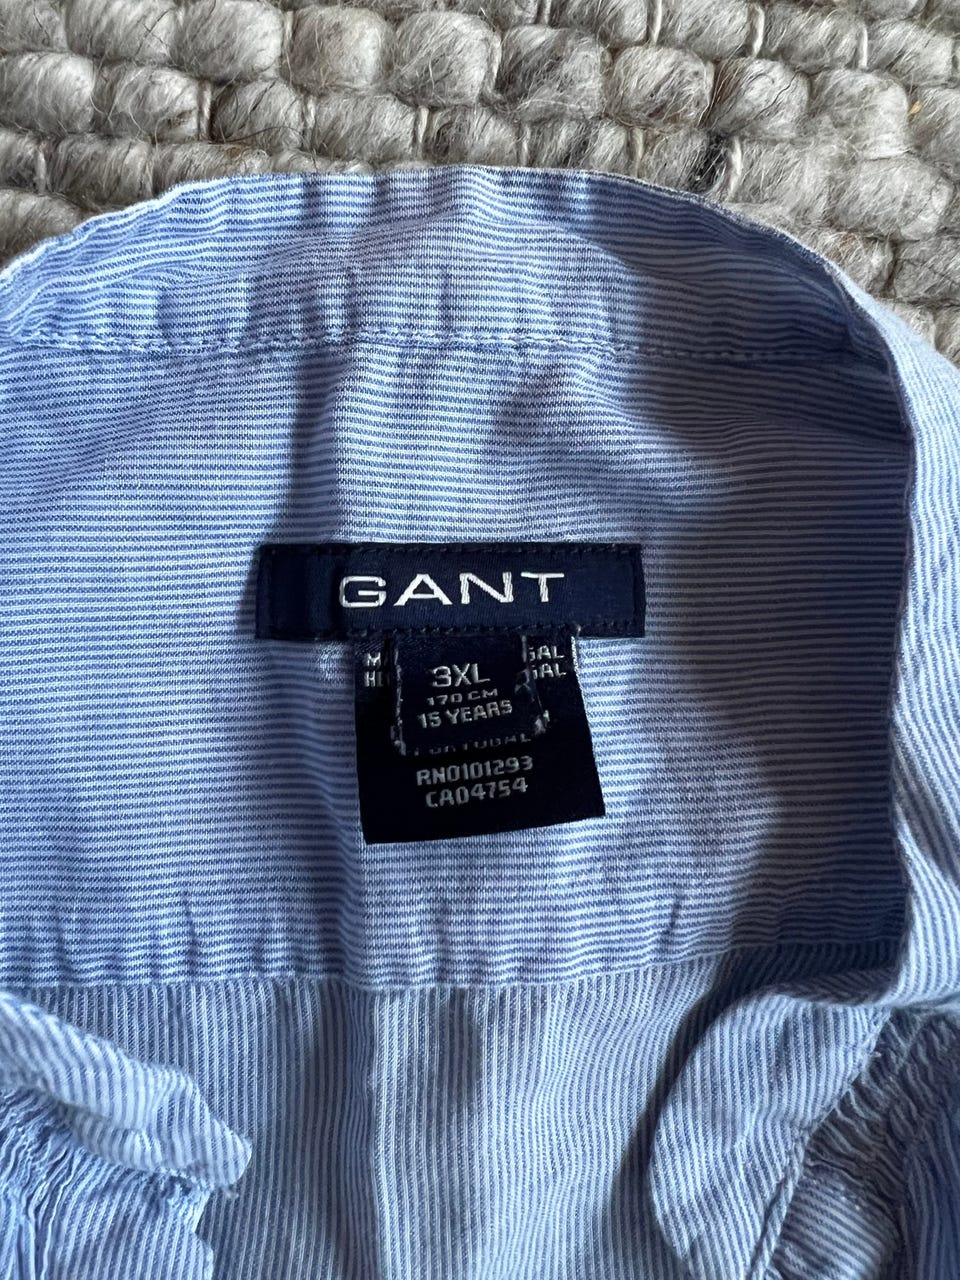 GANT
3XL
170 CM
15 YEARS
RN0101293
CA04754